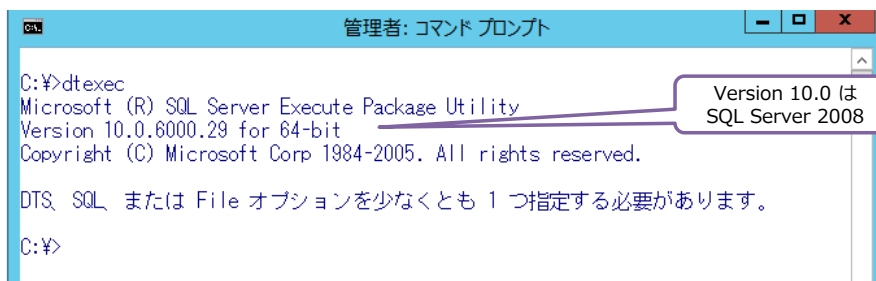 管理者: コマンド プロンプト
C:¥>dtexec
Microsoft (R) SQL Server Execute Package Utility
Version 10.0.6000.29 for 64-bit
Copyright (C) Microsoft Corp 1984-2005. All rights reserved.
Version 10.0 は
SQL Server 2008
DTS、SQL、または File オプションを少なくとも 1 つ指定する必要があります。
C:¥>